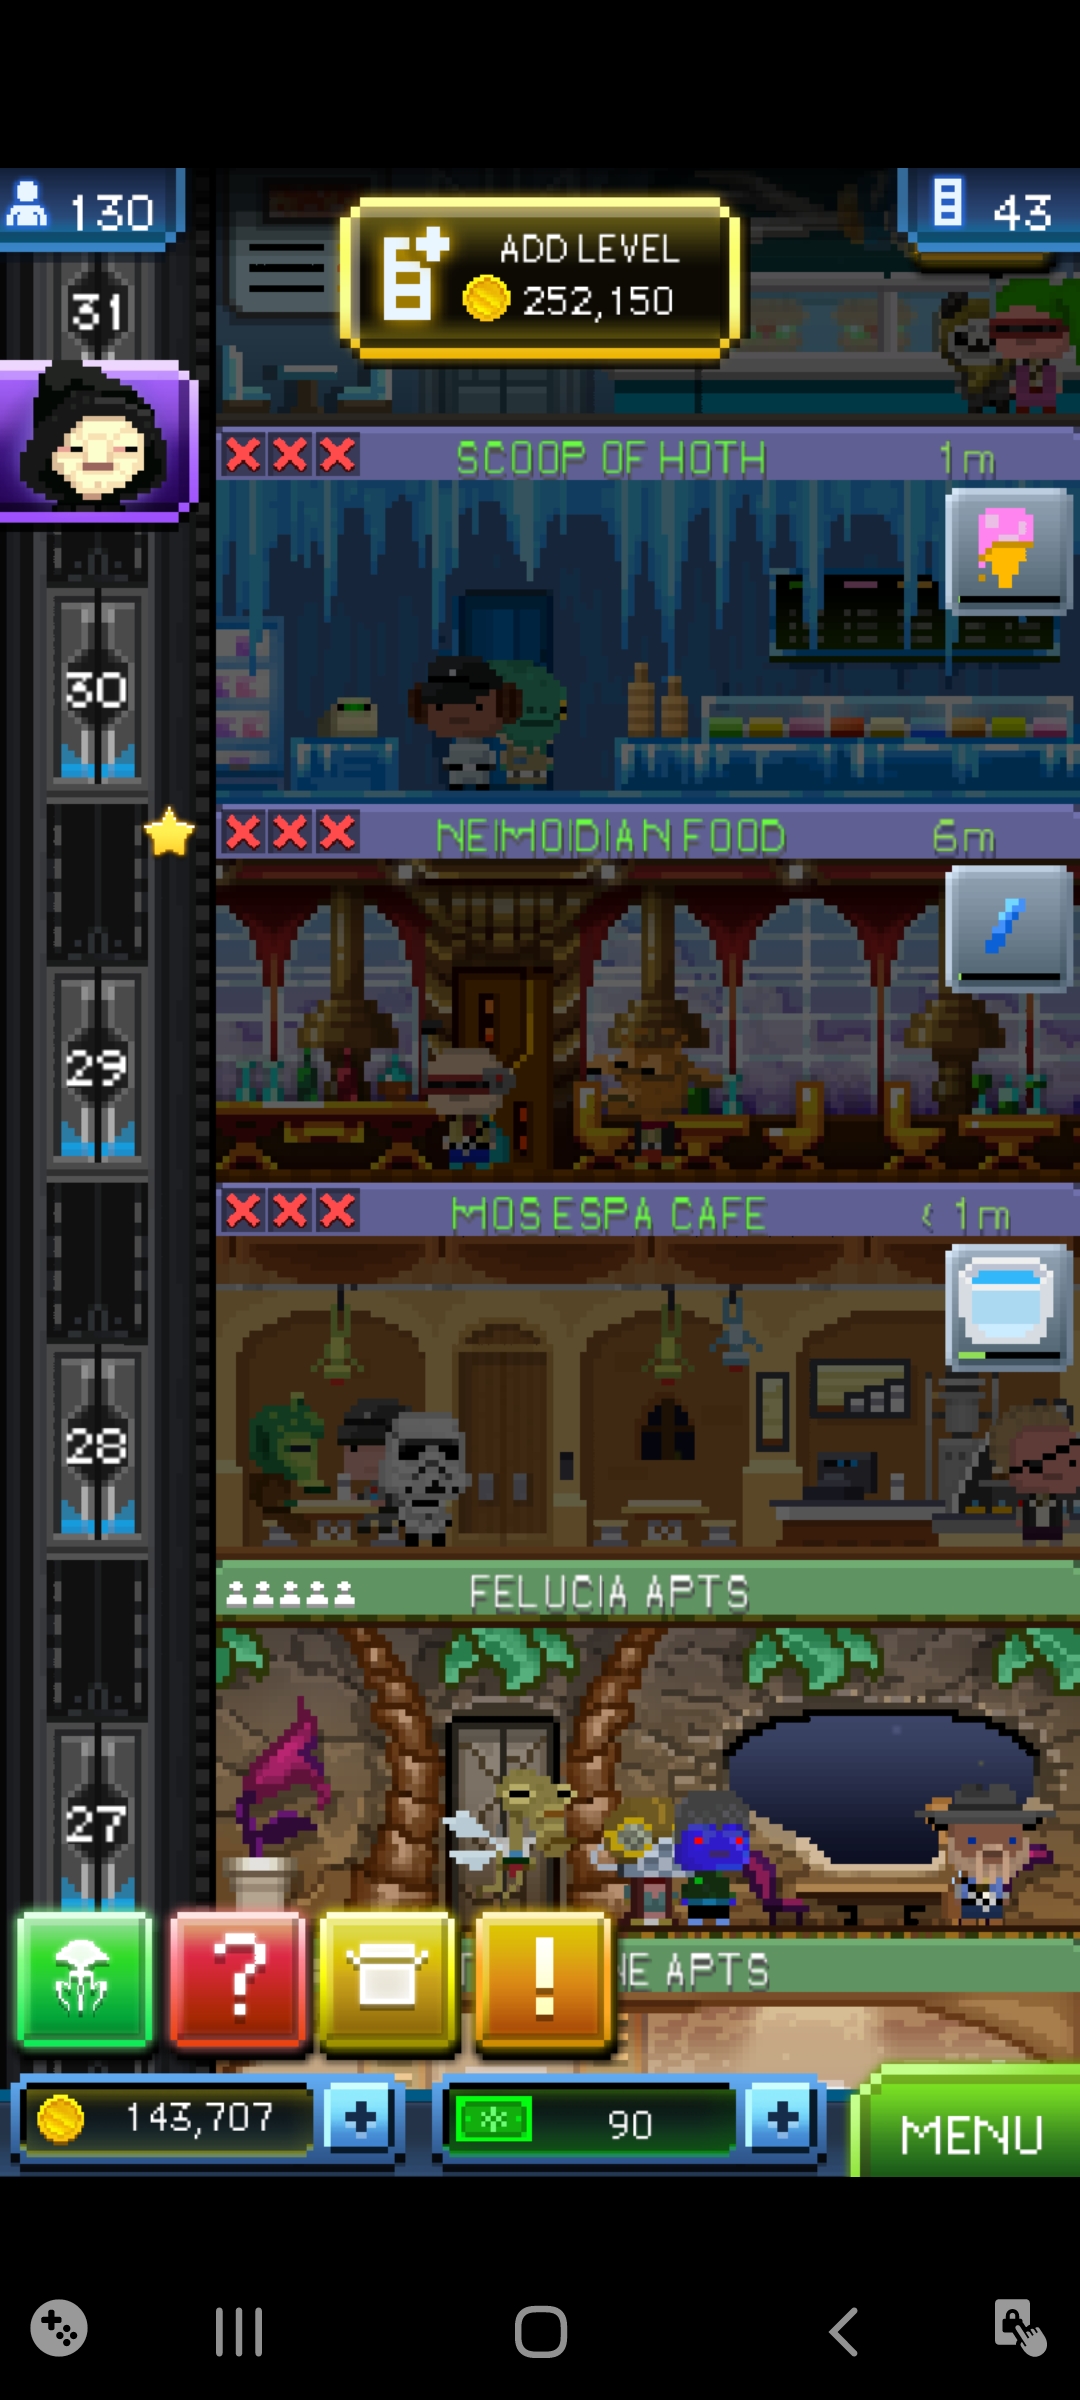 130
ADD LEVEL
252,150
43
31
SCOOP OF HOTH 1m
30
NEIMOIDIAN FOOD 6m
29
MOS ESPA CAFE < 1m
28
FELUCIA APTS
27
?
!
NE APTS
143,707
90
MENU